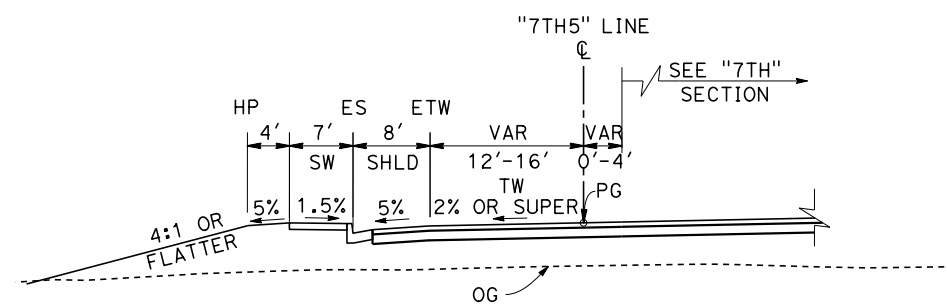 "7TH5" LINE
℄
SEE "7TH"
SECTION
HP
ES
ETW
4' 7' 8' VAR VAR
SW SHLD 12'-16' 0'-4'
TW
PG
5% 1.5% 5% 2% OR SUPER
4:1 OR
FLATTER
OG